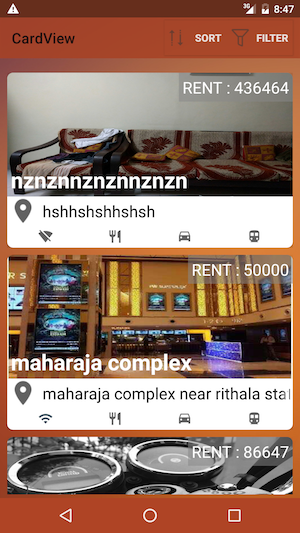 3G
8:47
CardView
SORT
FILTER
RENT : 436464
nznznnznznnznzn
hshhshshhshsh
RENT : 50000
maharaja complex
maharaja complex near rithala sta
RENT : 86647